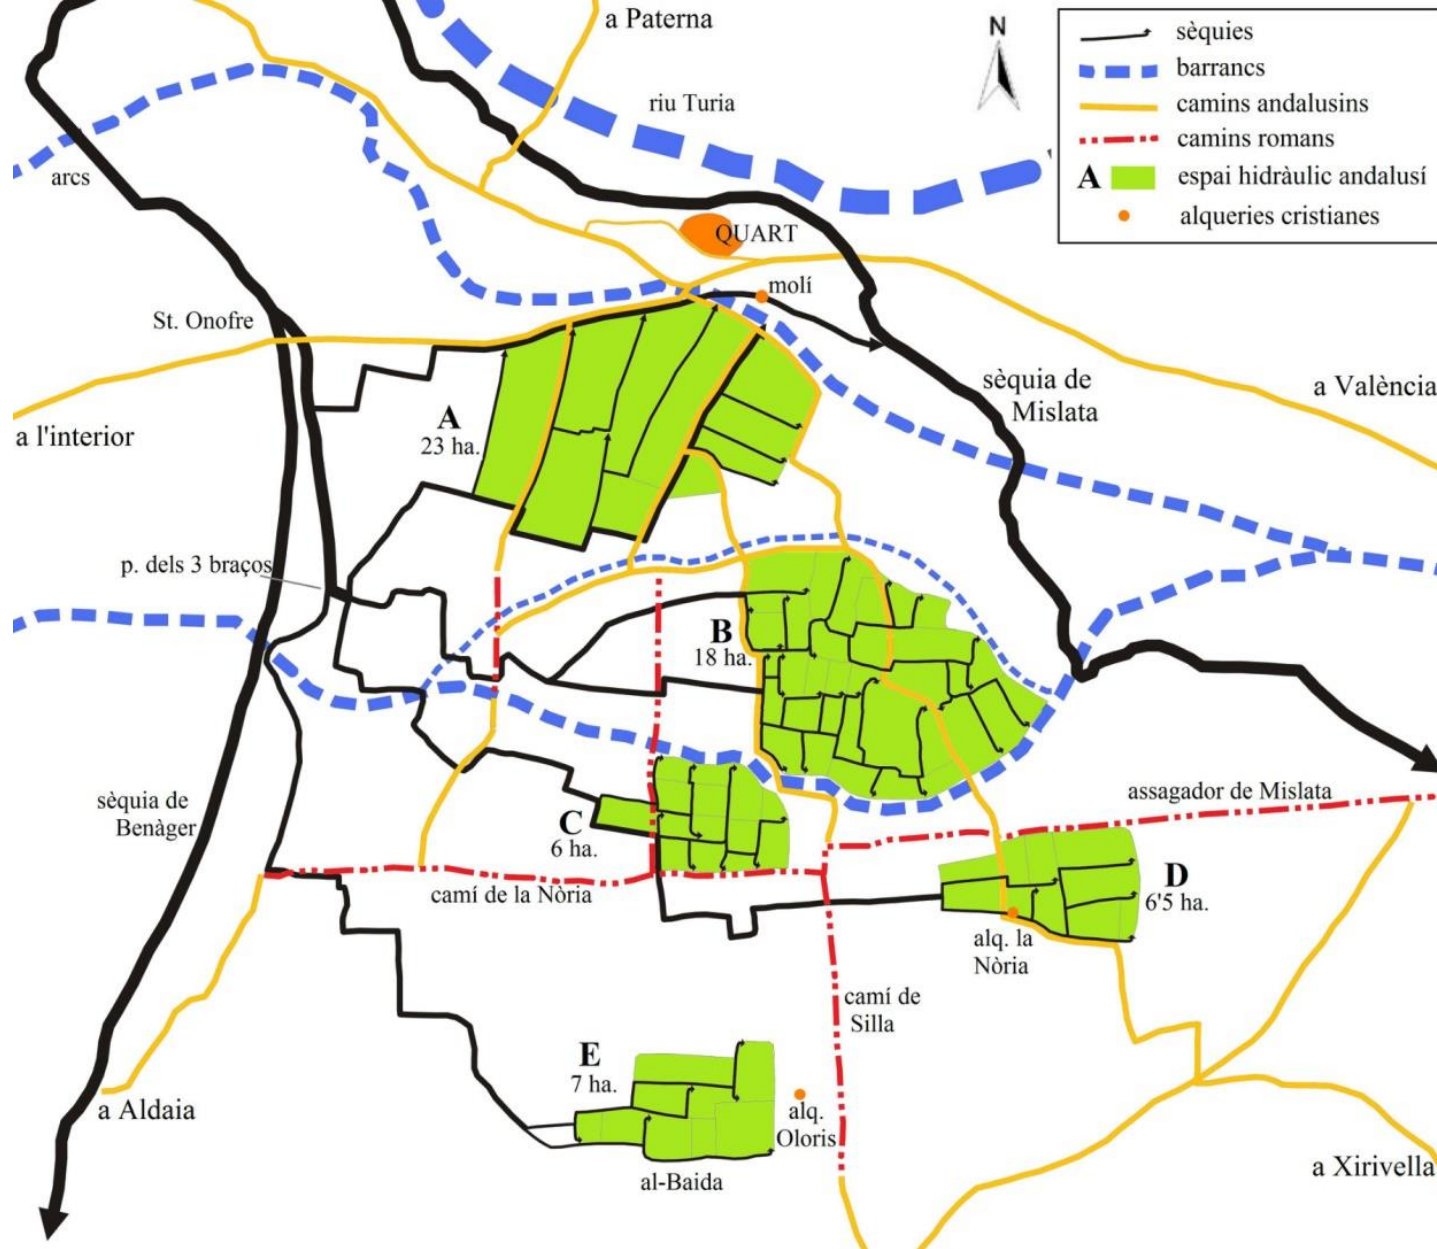 a Paterna
N
sèquies
barrancs
camins andalusins
camins romans
A espai hidràulic andalusí
alqueries cristianes
riu Turia
arcs
QUART
molí
St. Onofre
sèquia de
Mislata
a València
a l'interior
A
23 ha.
p. dels 3 braços
B
18 ha.
sèquia de
Benàger
C
6 ha.
assagador de Mislata
camí de la Nòria
D
6'5 ha.
alq. la
Nòria
camí de
Silla
E
7 ha.
a Aldaia
alq.
Oloris
al-Baida
a Xirivella